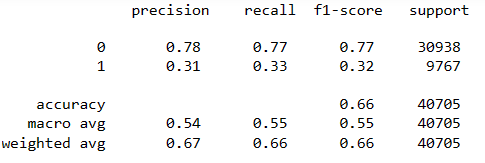 precision recall f1-score support
0 0.78 0.77 0.77 30938
1 0.31 0.33 0.32 9767
accuracy 0.66 40705
macro avg 0.54 0.55 0.55 40705
weighted avg 0.67 0.66 0.66 40705